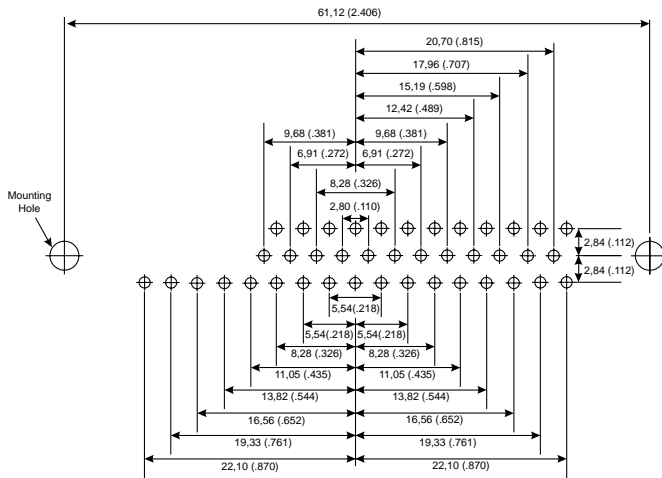 61,12 (2.406)
20,70 (.815)
17,96 (.707)
15,19 (.598)
12,42 (.489)
9,68 (.381) 9,68 (.381)
6,91 (.272) 6,91 (.272)
8,28 (.326)
Mounting
Hole
2,80 (.110)
2,84 (.112)
2,84 (.112)
5,54(.218)
5,54(.218) 5,54(.218)
8,28 (.326) 8,28 (.326)
11,05 (.435) 11,05 (.435)
13,82 (.544) 13,82 (.544)
16,56 (.652) 16,56 (.652)
19,33 (.761) 19,33 (.761)
22,10 (.870) 22,10 (.870)